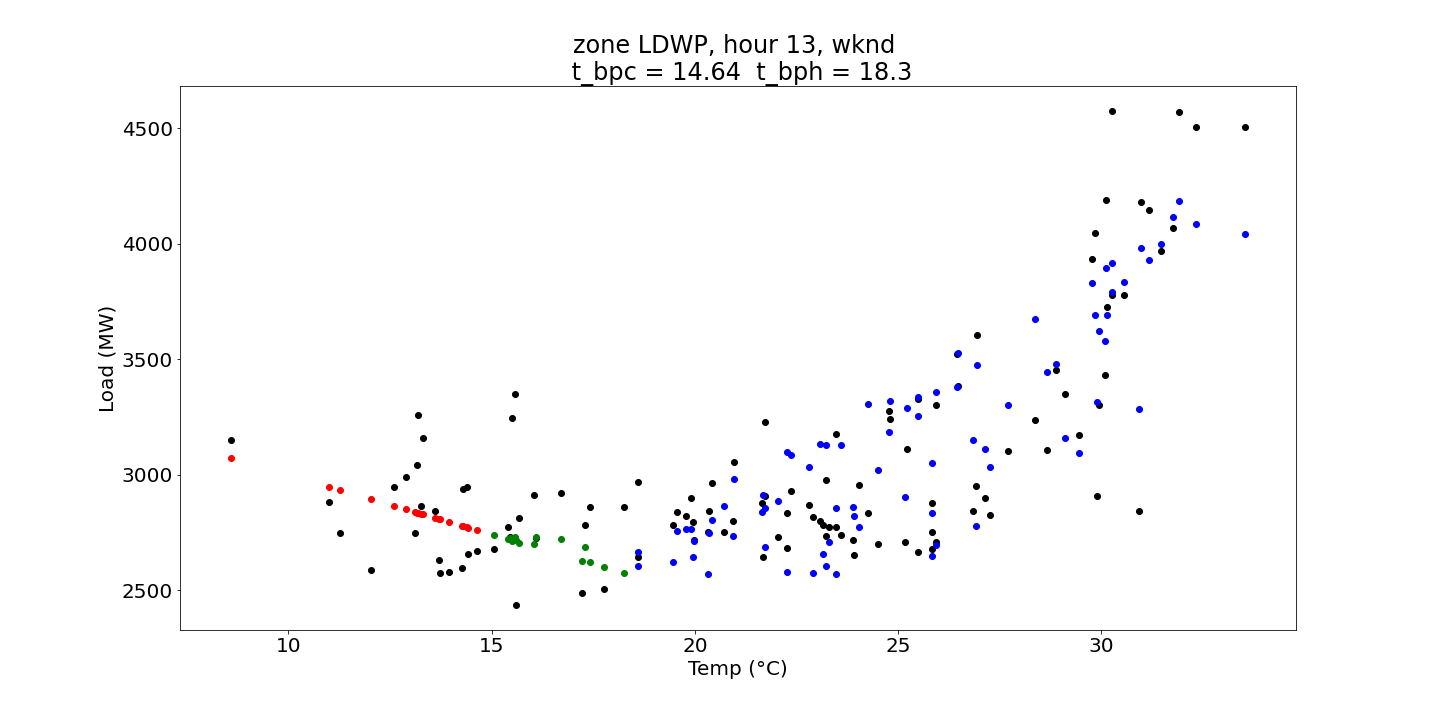 zone LDWP, hour 13, wknd
t_bpc = 14.64  t_bph = 18.3
4500
4000
3500
3000
2500
Load (MW)
10 15 20 25 30
Temp (°C)